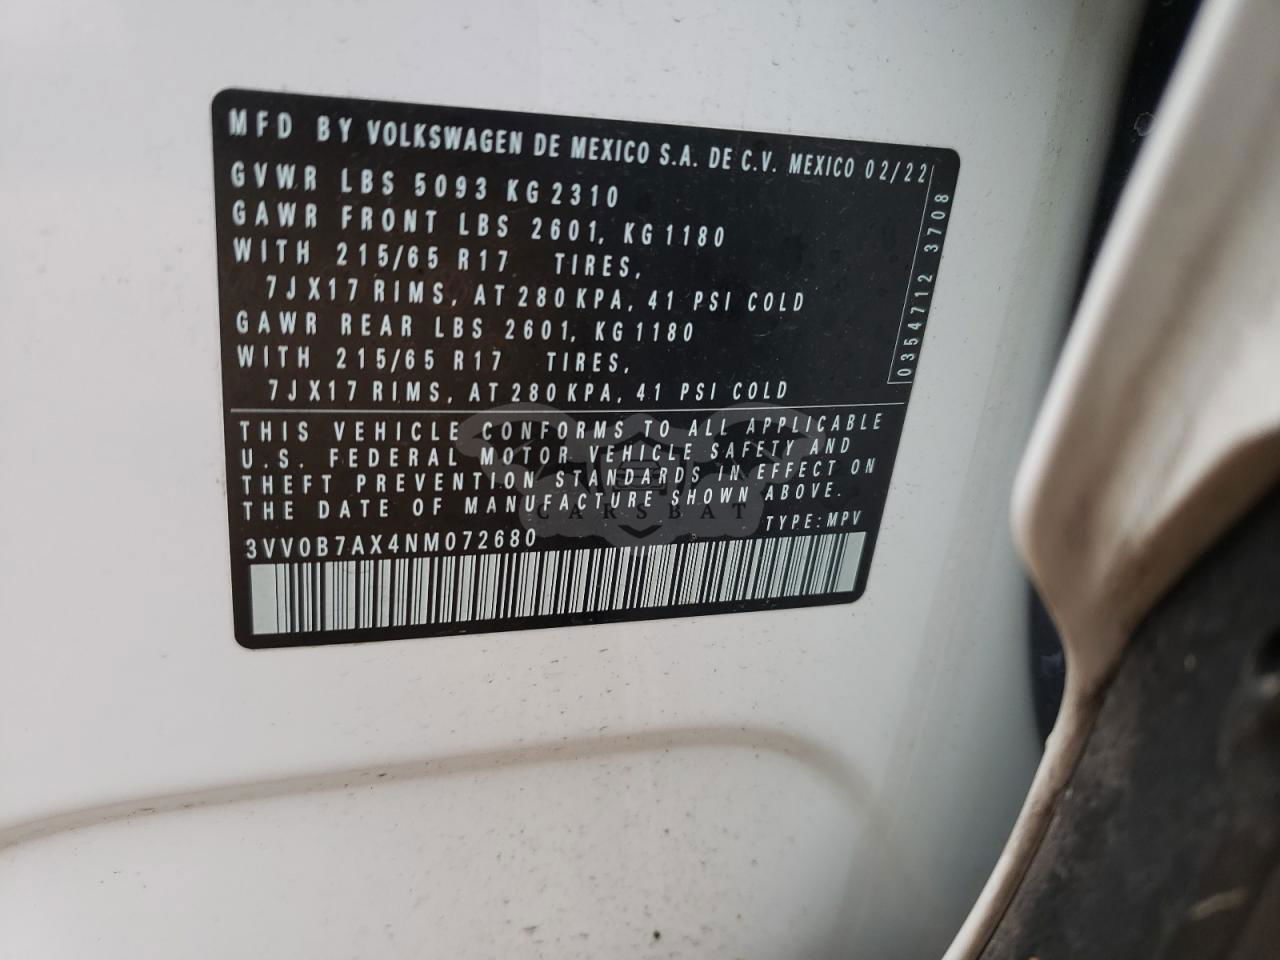 MFD BY VOLKSWAGEN DE MEXICO S.A. DE C.V. MEXICO 02/22
GVWR LBS 5093 KG 2310
GAWR FRONT LBS 2601, KG 1180
WITH 215/65 R17 TIRES,
7JX17 RIMS, AT 280 KPA, 41 PSI COLD
GAWR REAR LBS 2601, KG 1180
WITH 215/65 R17 TIRES,
7JX17 RIMS, AT 280 KPA, 41 PSI COLD
0354712 3708
THIS VEHICLE CONFORMS TO ALL APPLICABLE
U.S. FEDERAL MOTOR VEHICLE SAFETY AND
THEFT PREVENTION STANDARDS IN EFFECT ON
THE DATE OF MANUFACTURE SHOWN ABOVE.
CARSBAT
3VV0B7AX4NM072680 TYPE: MPV